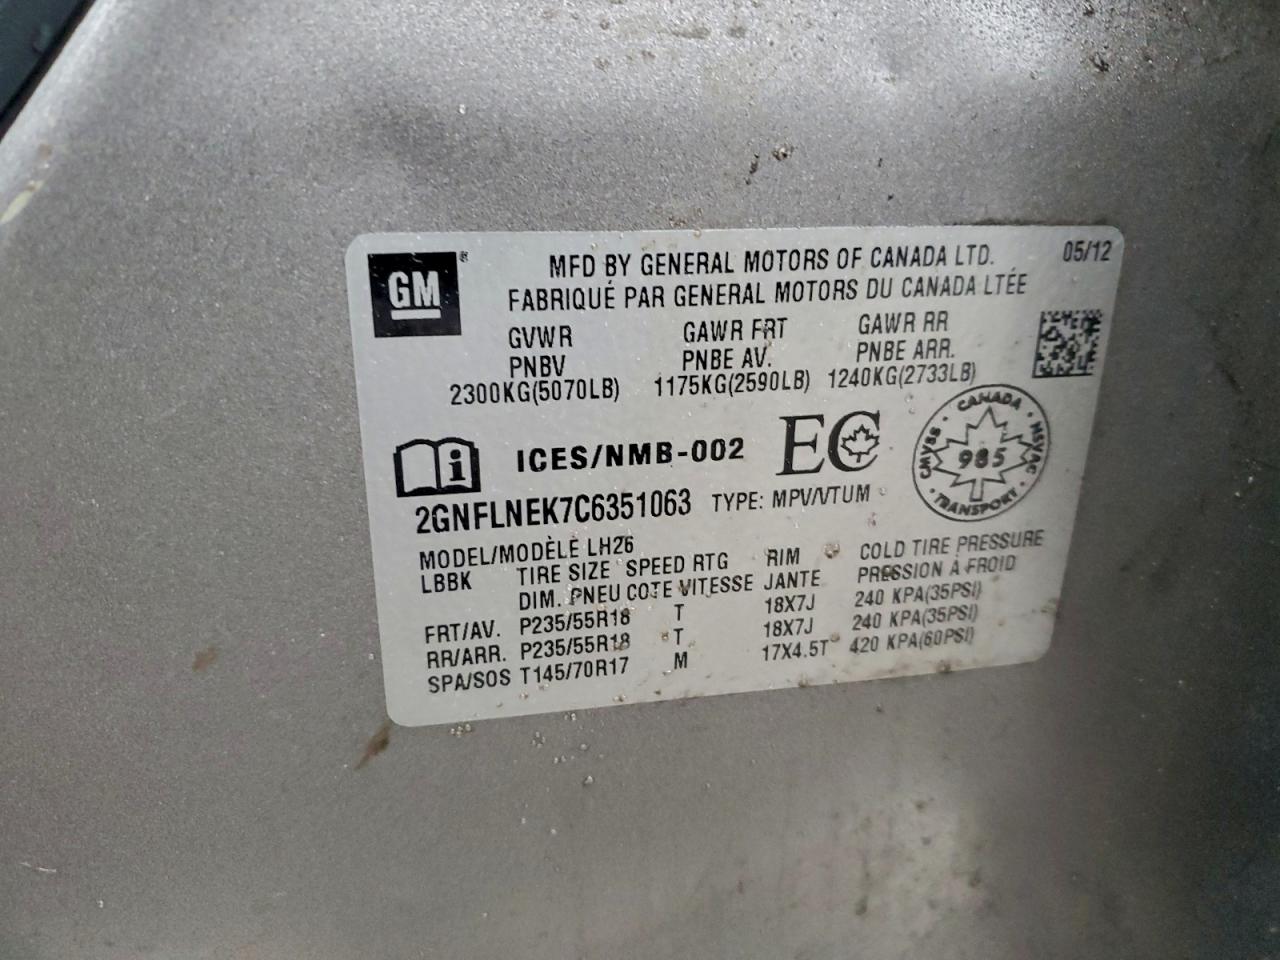 GM®
MFD BY GENERAL MOTORS OF CANADA LTD. 05/12
FABRIQUÉ PAR GENERAL MOTORS DU CANADA LTÉE
GVWR GAWR FRT GAWR RR
PNBV PNBE AV. PNBE ARR.
2300KG(5070LB) 1175KG(2590LB) 1240KG(2733LB)
i ICES/NMB-002 EC
CANADA · NSVAC · TRANSPORT · CMVSS ·
985
2GNFLNEK7C6351063 TYPE: MPV/VTUM
MODEL/MODÈLE LH26
LBBK TIRE SIZE SPEED RTG RIM COLD TIRE PRESSURE
DIM. PNEU COTE VITESSE JANTE PRESSION À FROID
FRT/AV. P235/55R18 T 18X7J 240 KPA(35PSI)
RR/ARR. P235/55R18 T 18X7J 240 KPA(35PSI)
SPA/SOS T145/70R17 M 17X4.5T 420 KPA(60PSI)